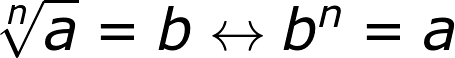 ⁿ√a = b ↔ bⁿ = a